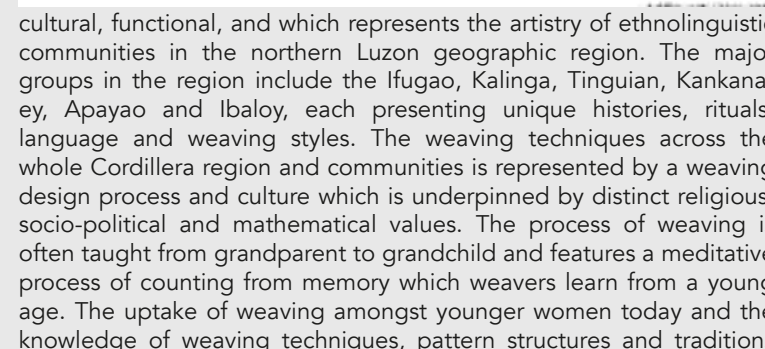 cultural, functional, and which represents the artistry of ethnolinguisti
communities in the northern Luzon geographic region. The majo
groups in the region include the Ifugao, Kalinga, Tinguian, Kankana
ey, Apayao and Ibaloy, each presenting unique histories, rituals
language and weaving styles. The weaving techniques across the
whole Cordillera region and communities is represented by a weaving
design process and culture which is underpinned by distinct religious
socio-political and mathematical values. The process of weaving i
often taught from grandparent to grandchild and features a meditative
process of counting from memory which weavers learn from a young
age. The uptake of weaving amongst younger women today and the
knowledge of weaving techniques, pattern structures and tradition